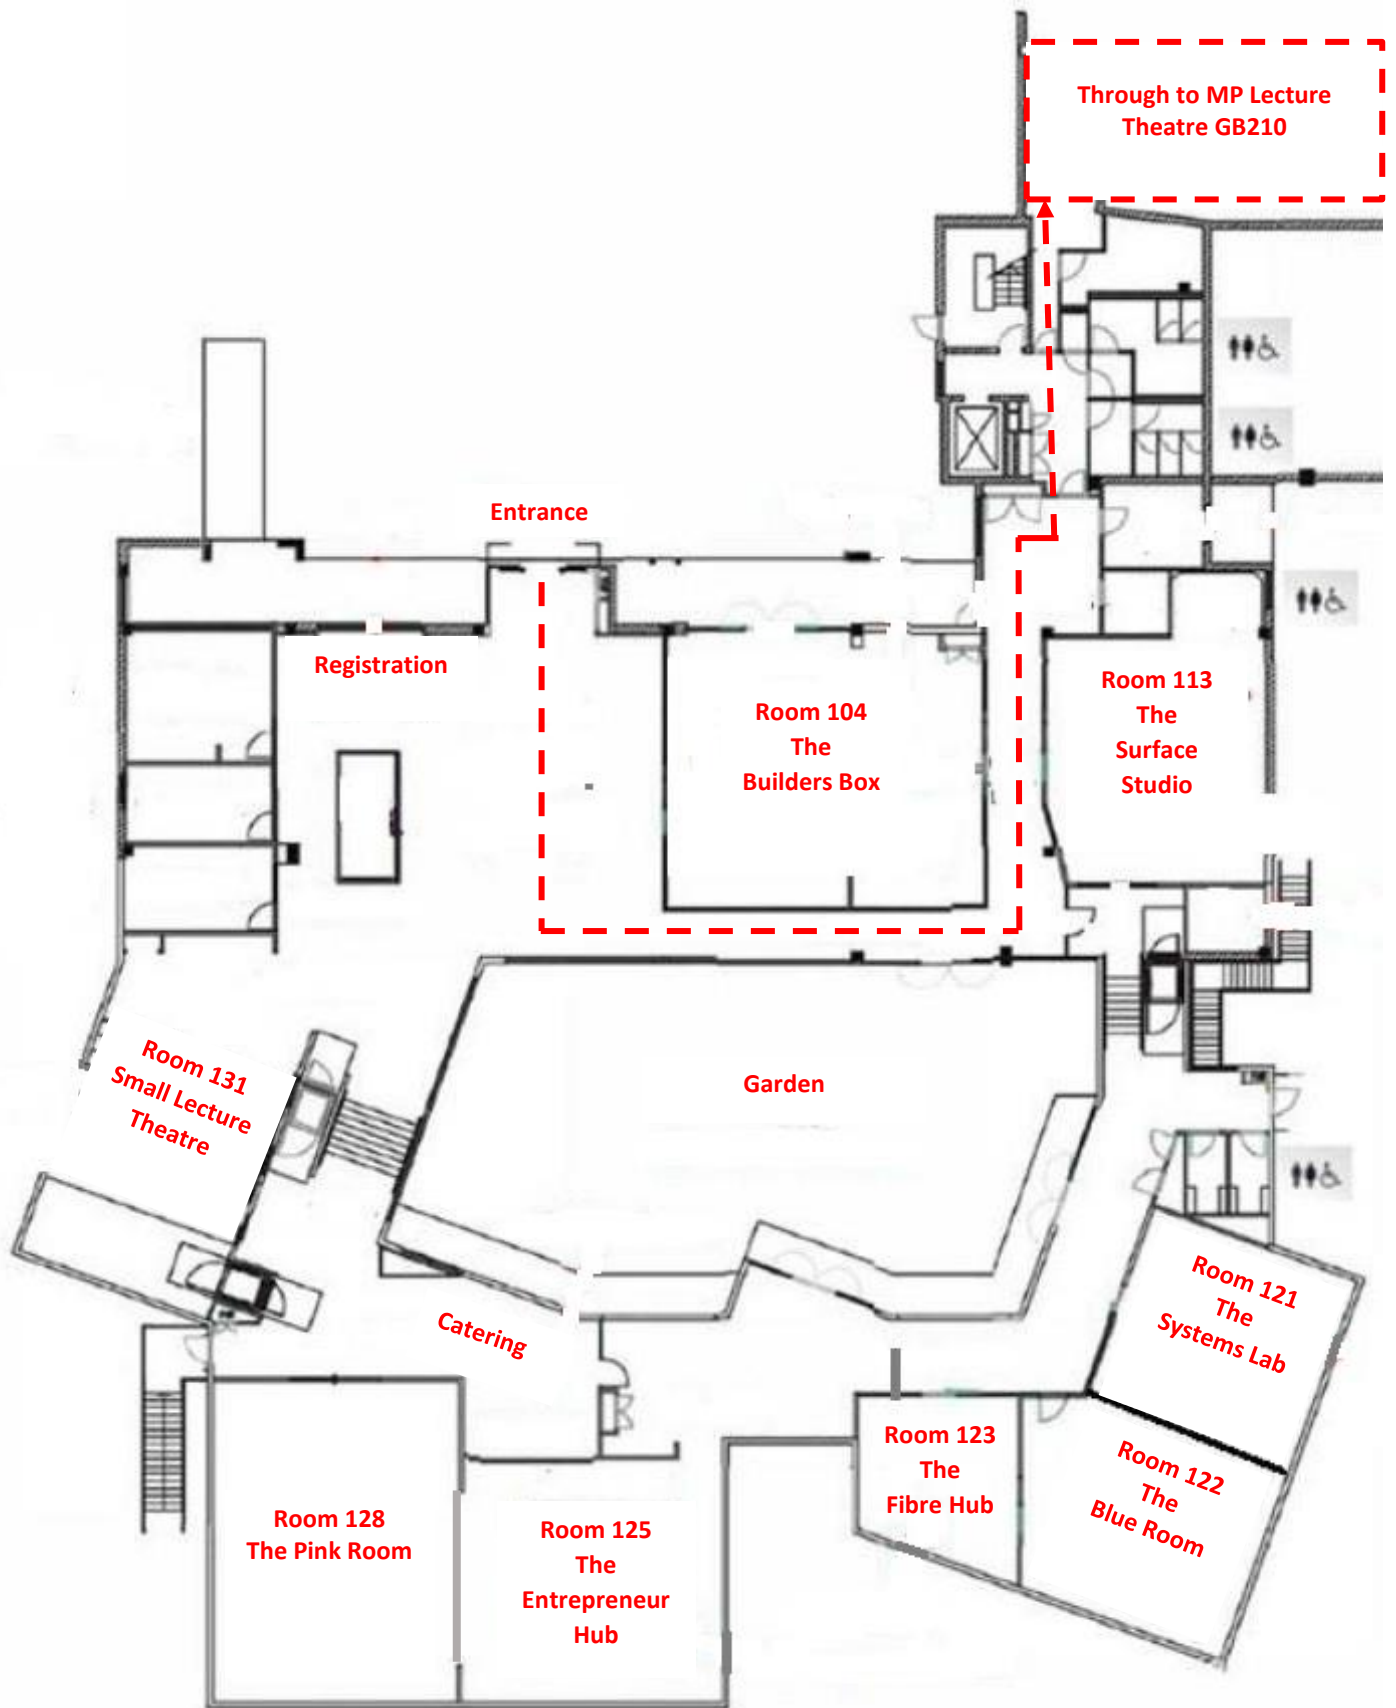 Through to MP Lecture
Theatre GB210
Entrance
Registration
Room 104
The
Builders Box
Room 113
The
Surface
Studio
Room 131
Small Lecture
Theatre
Garden
Catering
Room 121
The
Systems Lab
Room 122
The
Blue Room
Room 123
The
Fibre Hub
Room 128
The Pink Room
Room 125
The
Entrepreneur
Hub